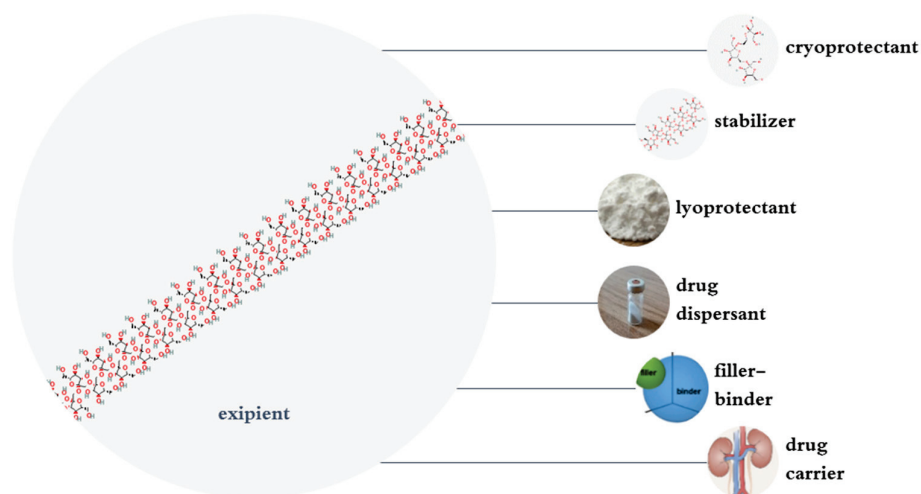 cryoprotectant
stabilizer
lyoprotectant
drug
dispersant
filler
binder
filler–
binder
exipient
drug
carrier